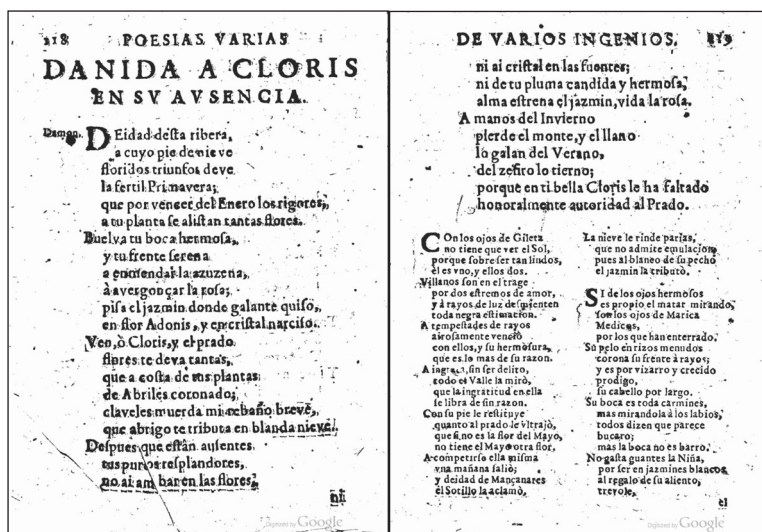 218 POESIAS VARIAS
DANIDA A CLORIS
EN SV AVSENCIA.
Damon. DEidad desta ribera,
a cuyo pie de nieve
floridos triunfos deve
la fertil Primavera;
que por vencer del Enero los rigores,
a tu planta se alistan tantas flores.
Buelva tu boca hermosa,
y tu frente serena
a enmendar la azuzena,
à avergonçar la rosa;
pisa el jazmin donde galante quiso,
en flor Adonis, y en cristal narciso.
Ven, ò Cloris, y el prado
flores te deva tantas,
que a costa de tus plantas
de Abriles coronado;
claveles muerda mi rebaño breve,
que abrigo te tributa en blanda nieve.
Despues que estàn ausentes
tus puros resplandores,
no ai ambar en las flores,
ni
DE VARIOS INGENIOS. 219
ni ai cristal en las fuentes;
ni de tu pluma candida y hermosa,
alma estrena el jazmin, vida la rosa.
A manos del Invierno
pierde el monte, y el llano
lo galan del Verano,
del zefiro lo tierno;
porque en ti bella Cloris le ha faltado
honoralmente autoridad al Prado.
COn los ojos de Gileta
no tiene que ver el Sol,
porque sobre ser tan lindos,
èl es vno, y ellos dos.
Villanos son en el trage
por dos estremos de amor,
y à rayos de luz desmienten
toda negra estimacion.
A tempestades de rayos
airosamente venciò
con ellos, y su hermosura,
que es lo mas de su razon.
A ingrata, sin ser delito,
todo el Valle la mirò,
que la ingratitud en ella
se libra de sin razon.
Con su pie le restituye
quanto al prado le vltrajò,
que si no es la flor del Mayo,
no tiene el Mayo otra flor.
A competirse ella misma
vna mañana saliò;
y deidad de Mançanares
el Sotillo la aclamò,
La nieve le rinde parias,
que no admite emulacion,
pues al blanco de su pecho
el jazmin la tributò.
SI de los ojos hermosos
es propio el matar mirando,
son los ojos de Marica
Medicos,
por los que han enterrado.
Su pelo en rizos menudos
corona su frente à rayos;
y es por vizarro y crecido
prodigo,
su cabello por largo.
Su boca es toda carmines,
mas mirandola à los labios,
todos dizen que parece
bucaro;
mas la boca no es barro.
No gasta guantes la Niña,
por ser en jazmines blancos
al regalo de su aliento,
trevole,
el
Digitized by Google
Digitized by Google